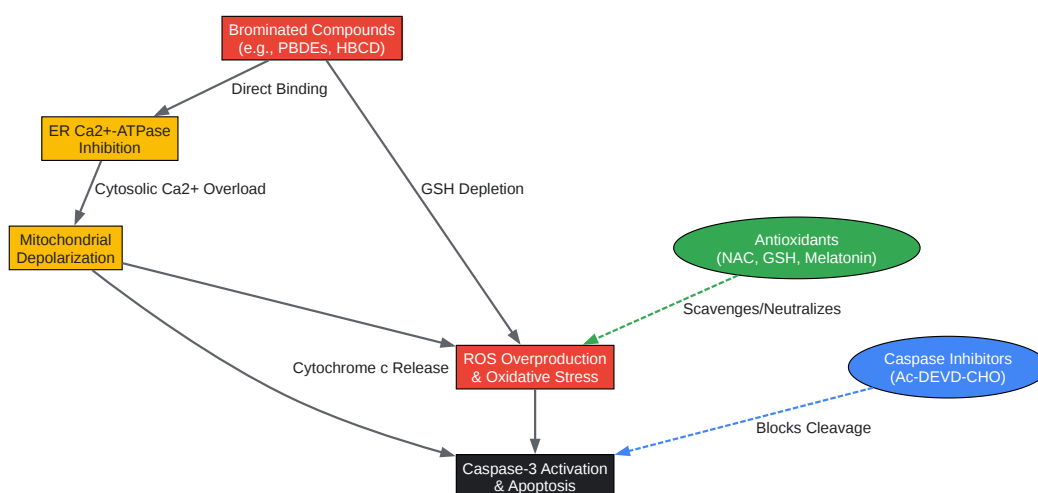 Brominated Compounds
(e.g., PBDEs, HBCD)
Direct Binding
ER Ca2+-ATPase
Inhibition
Cytosolic Ca2+ Overload
GSH Depletion
Mitochondrial
Depolarization
Antioxidants
(NAC, GSH, Melatonin)
Scavenges/Neutralizes
Cytochrome c Release
ROS Overproduction
& Oxidative Stress
Caspase Inhibitors
(Ac-DEVD-CHO)
Blocks Cleavage
Caspase-3 Activation
& Apoptosis